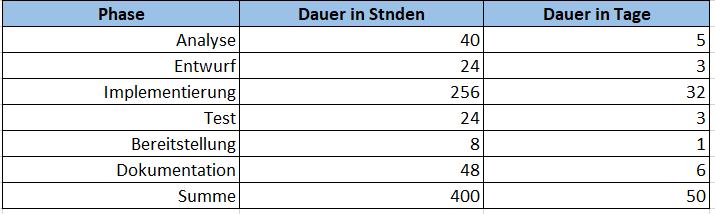 Phase Dauer in Stnden Dauer in Tage
Analyse 40 5
Entwurf 24 3
Implementierung 256 32
Test 24 3
Bereitstellung 8 1
Dokumentation 48 6
Summe 400 50